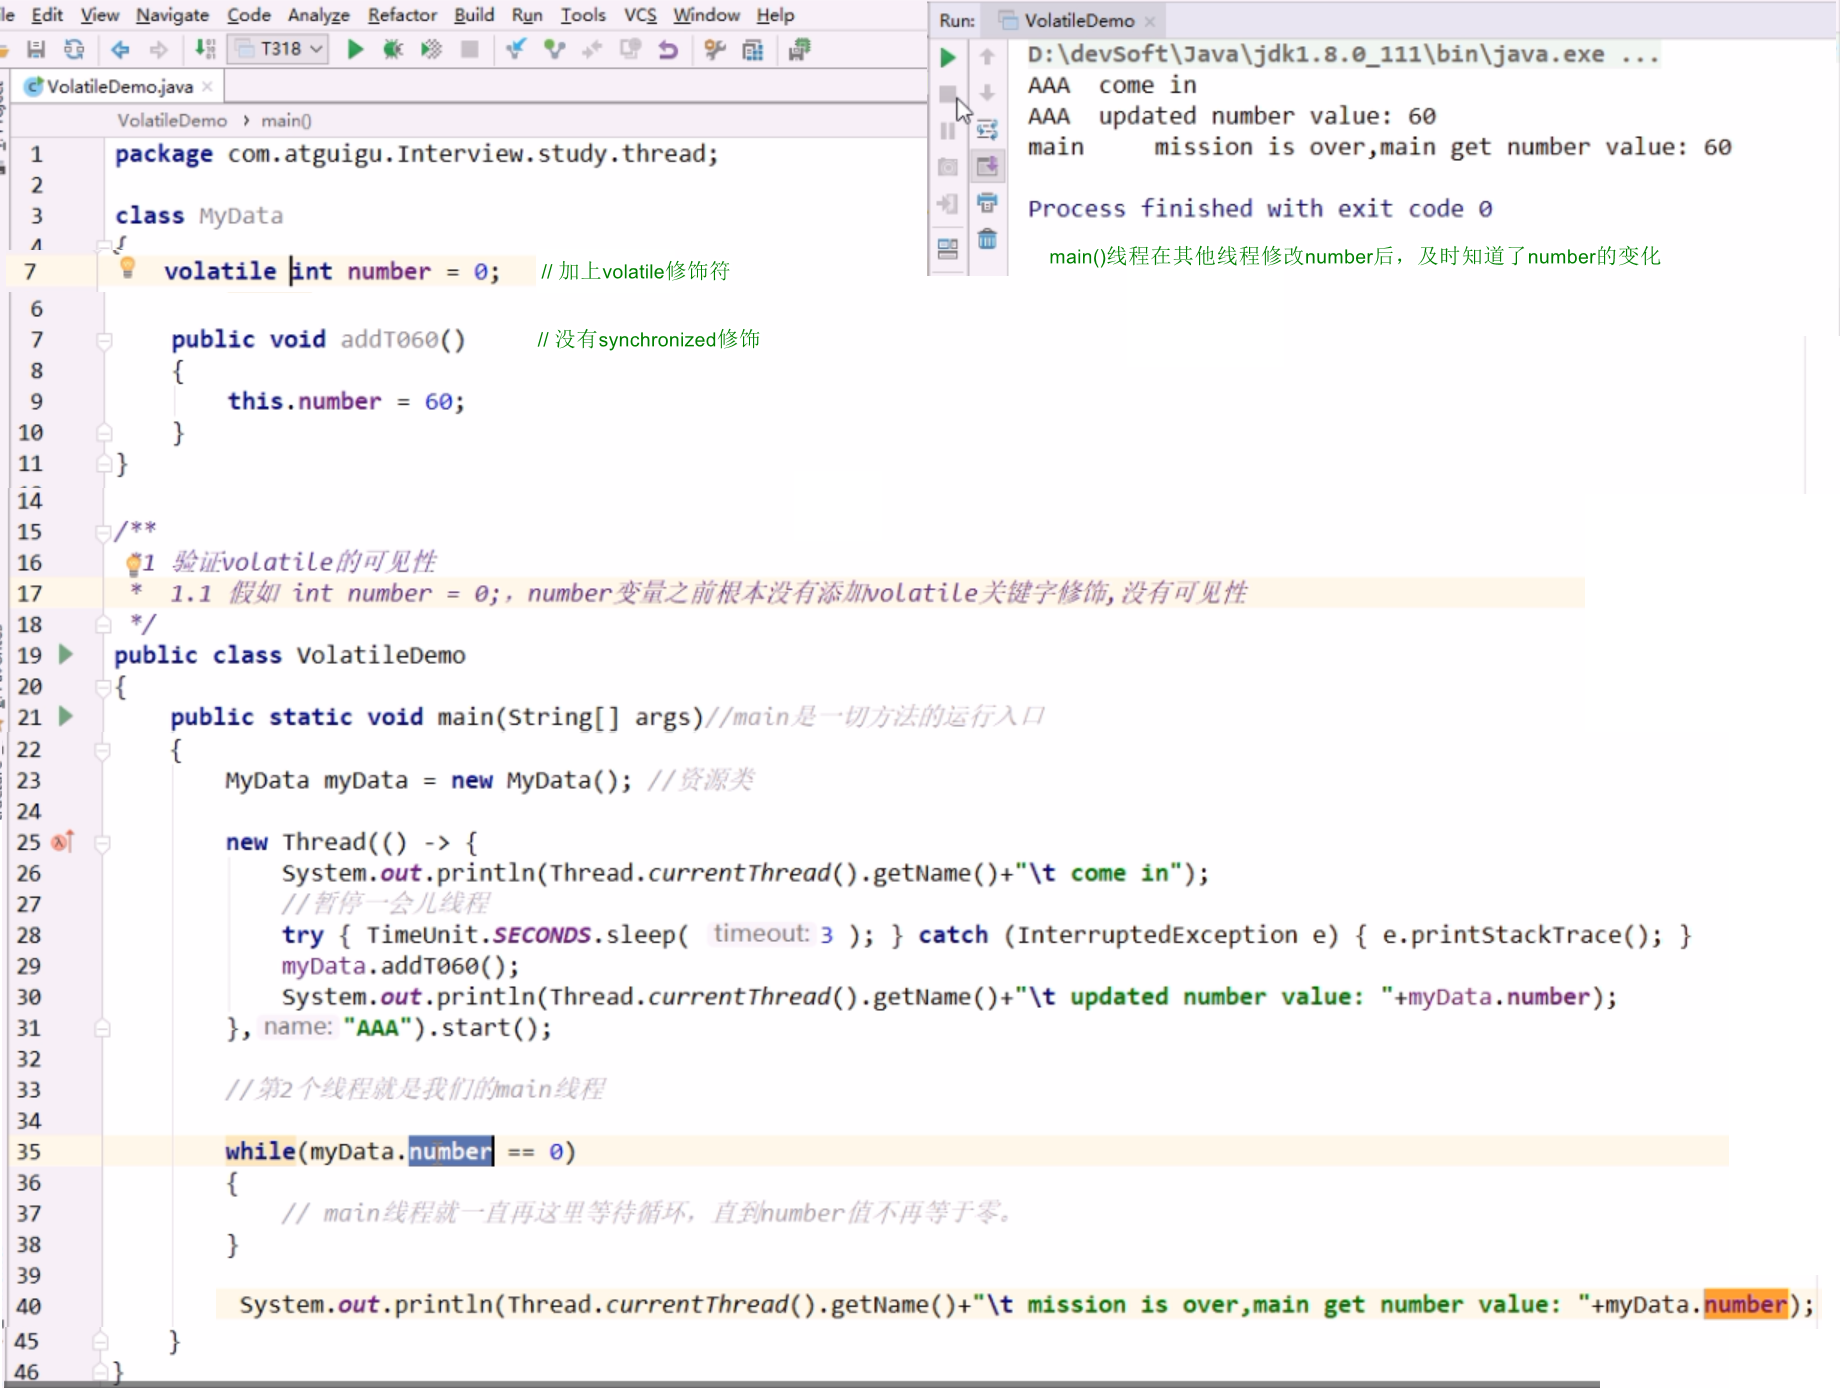 Edit View Navigate Code Analyze Refactor Build Run Tools VCS Window Help
T318
VolatileDemo.java
VolatileDemo > main()
1 package com.atguigu.Interview.study.thread;
2
3 class MyData
4 {
7 volatile int number = 0; // 加上volatile修饰符
6
7 public void addTO60() // 没有synchronized修饰
8 {
9 this.number = 60;
10 }
11 }
14
15 /**
16 *1 验证volatile的可见性
17 * 1.1 假如 int number = 0;, number变量之前根本没有添加volatile关键字修饰,没有可见性
18 */
19 public class VolatileDemo
20 {
21 public static void main(String[] args)//main是一切方法的运行入口
22 {
23 MyData myData = new MyData(); //资源类
24
25 new Thread(() -> {
26 System.out.println(Thread.currentThread().getName()+"\t come in");
27 //暂停一会儿线程
28 try { TimeUnit.SECONDS.sleep( timeout: 3 ); } catch (InterruptedException e) { e.printStackTrace(); }
29 myData.addTO60();
30 System.out.println(Thread.currentThread().getName()+"\t updated number value: "+myData.number);
31 }, name: "AAA").start();
32
33 //第2个线程就是我们的main线程
34
35 while(myData.number == 0)
36 {
37 // main线程就一直再这里等待循环，直到number值不再等于零。
38 }
39
40 System.out.println(Thread.currentThread().getName()+"\t mission is over,main get number value: "+myData.number);
45 }
46 }
Run: VolatileDemo
D:\devSoft\Java\jdk1.8.0_111\bin\java.exe ...
AAA come in
AAA updated number value: 60
main mission is over,main get number value: 60
Process finished with exit code 0
main()线程在其他线程修改number后，及时知道了number的变化